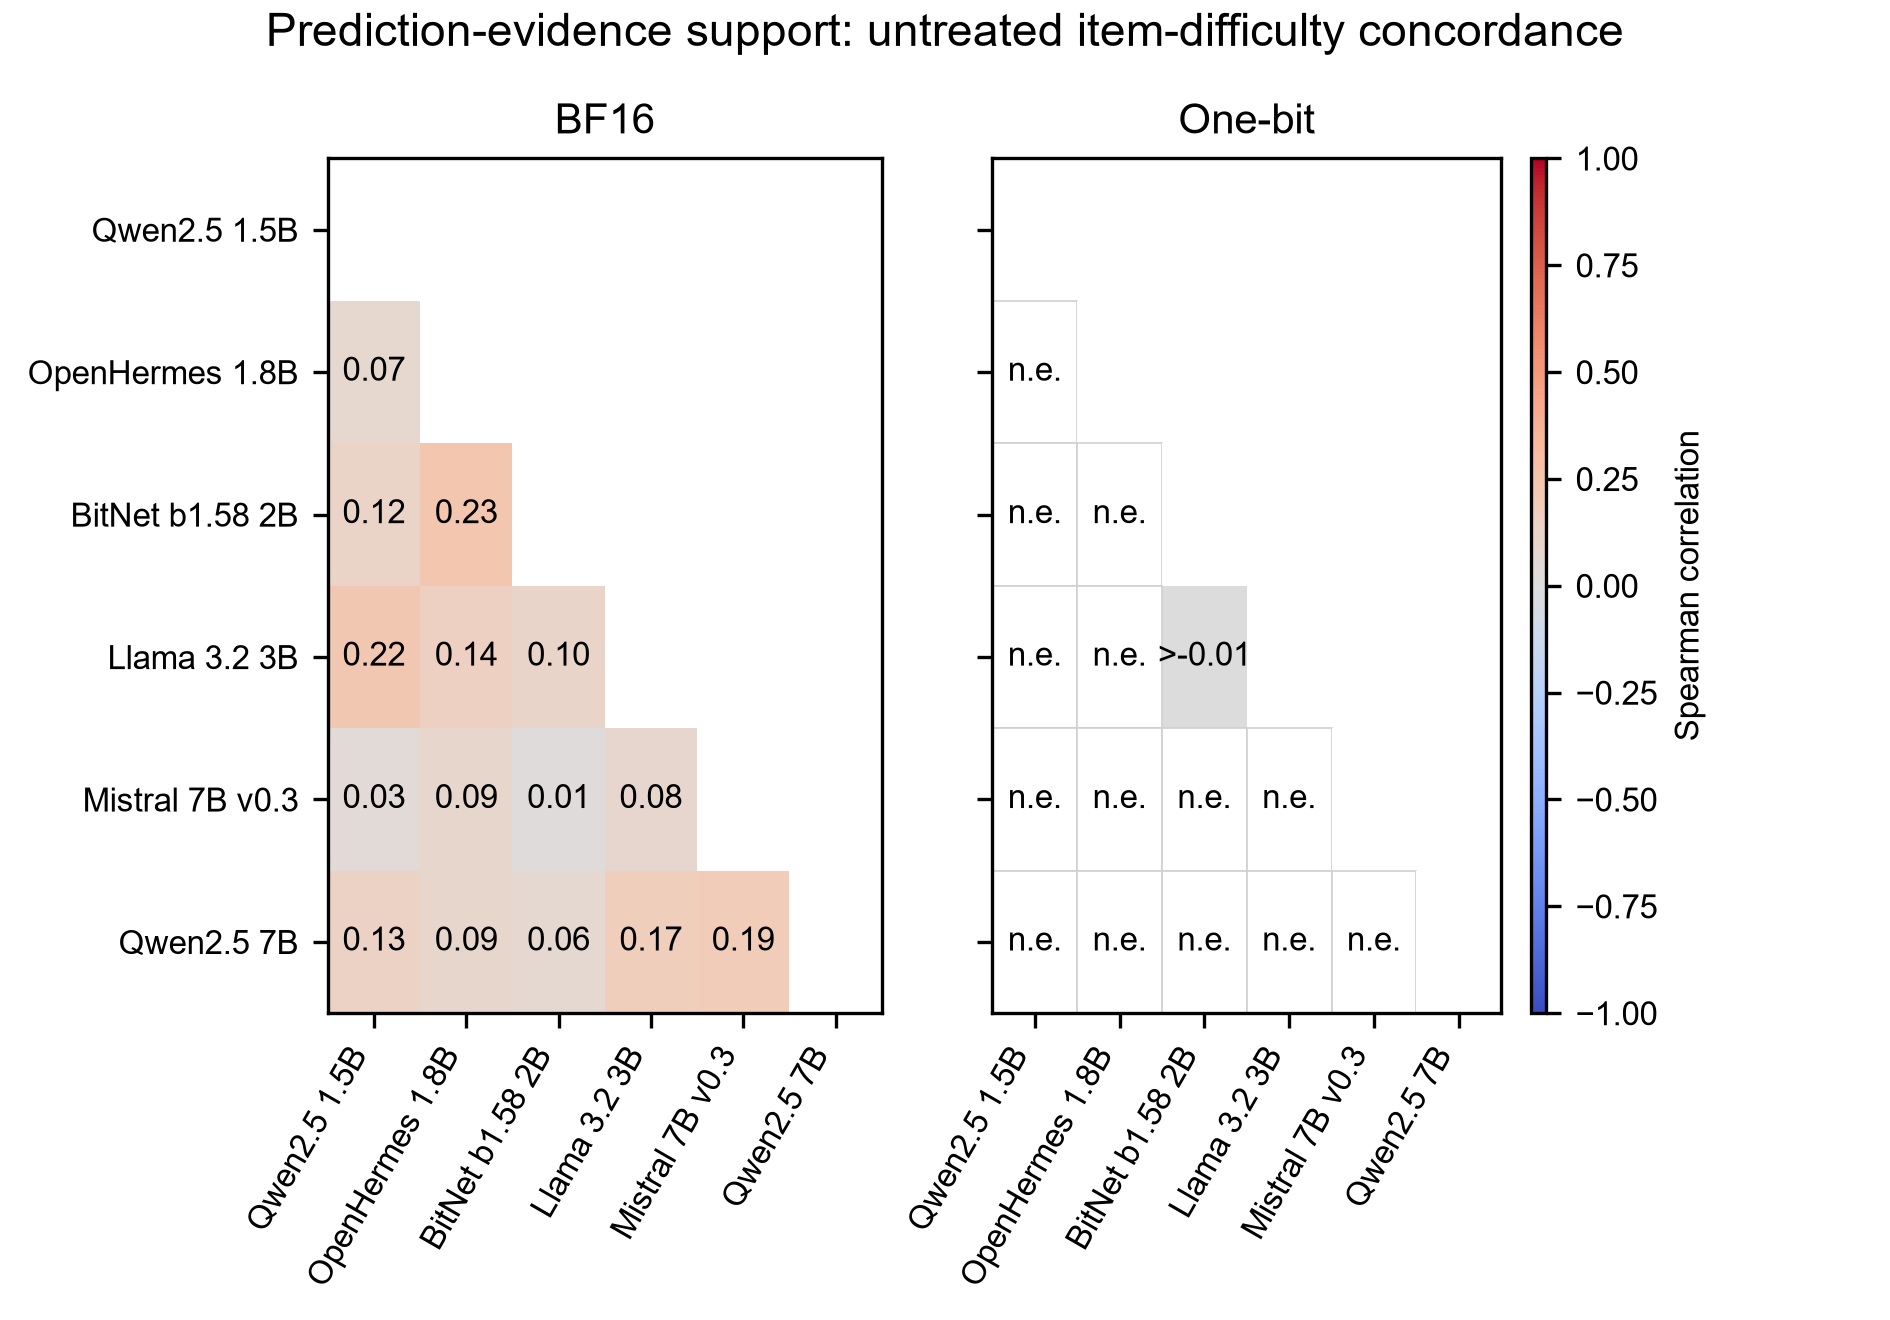 Prediction-evidence support: untreated item-difficulty concordance
BF16
Qwen2.5 1.5B
OpenHermes 1.8B
0.07
BitNet b1.58 2B
0.12 0.23
Llama 3.2 3B
0.22 0.14 0.10
Mistral 7B v0.3
0.03 0.09 0.01 0.08
Qwen2.5 7B
0.13 0.09 0.06 0.17 0.19
Qwen2.5 1.5B
OpenHermes 1.8B
BitNet b1.58 2B
Llama 3.2 3B
Mistral 7B v0.3
Qwen2.5 7B
One-bit
n.e.
n.e. n.e.
n.e. n.e. >-0.01
n.e. n.e. n.e. n.e.
n.e. n.e. n.e. n.e. n.e.
Qwen2.5 1.5B
OpenHermes 1.8B
BitNet b1.58 2B
Llama 3.2 3B
Mistral 7B v0.3
Qwen2.5 7B
1.00
0.75
0.50
0.25
0.00
−0.25
−0.50
−0.75
−1.00
Spearman correlation